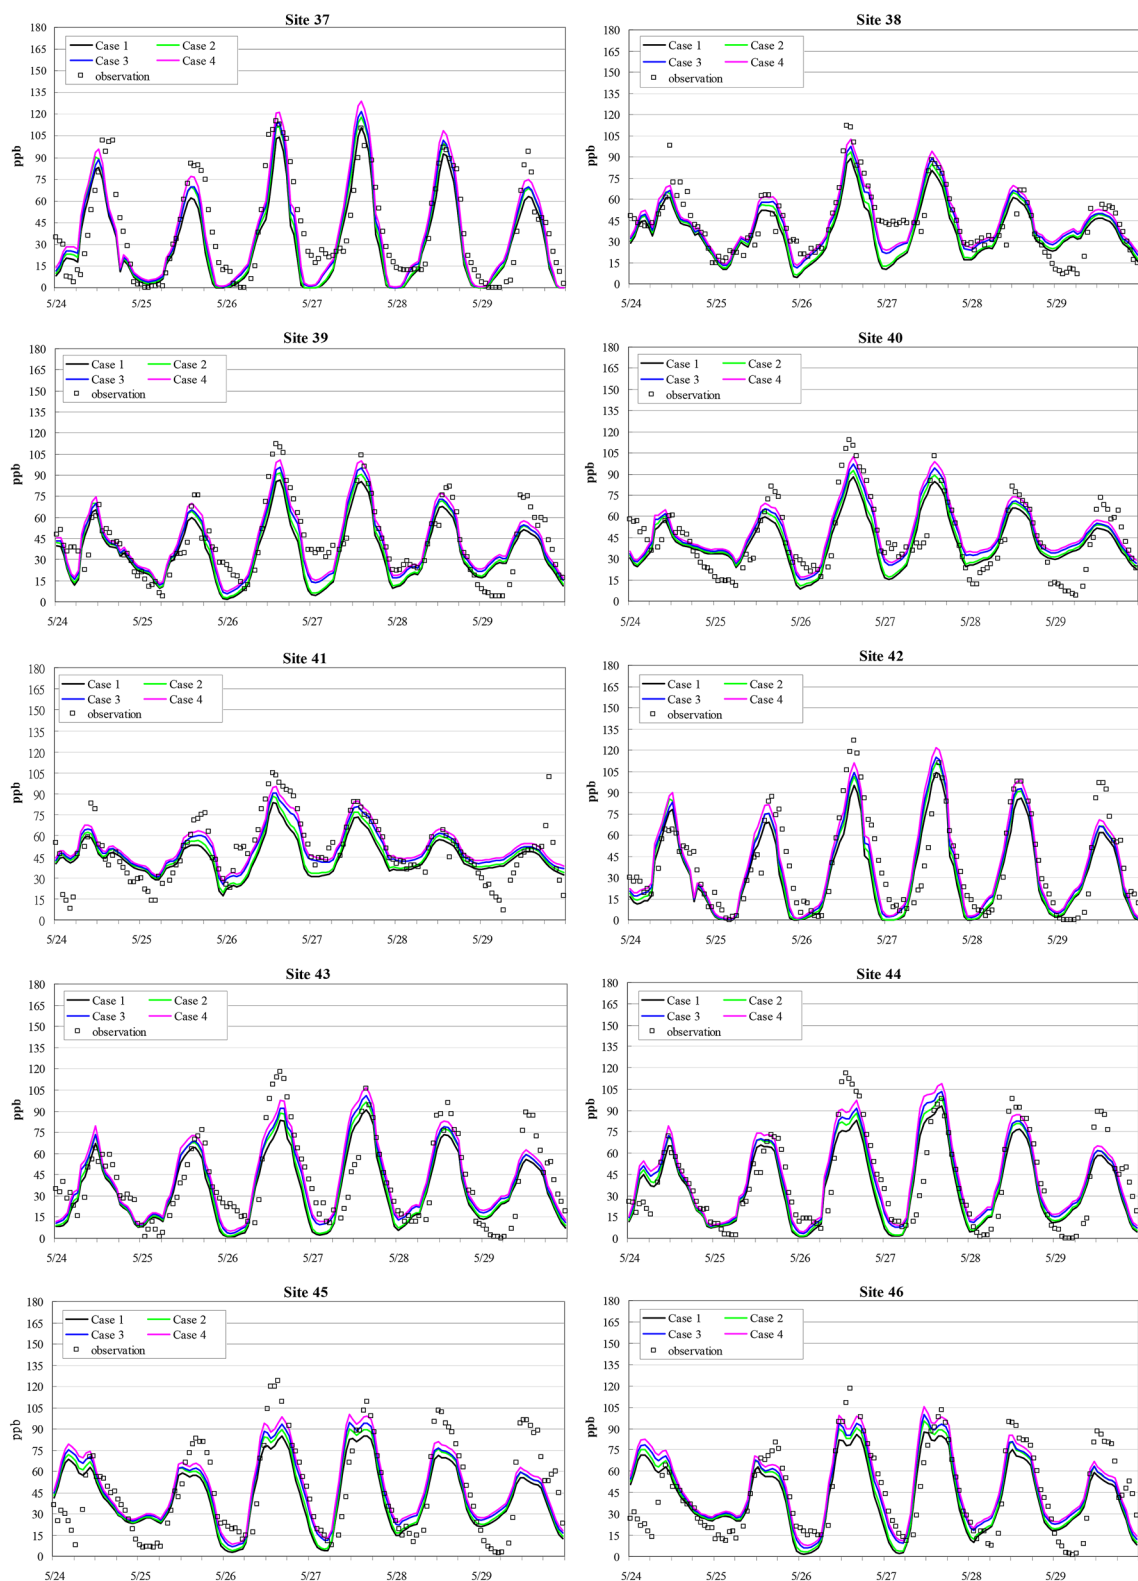 Site 37
180
165
150
135
120
105
90
75
60
45
30
15
0
ppb
Case 1 Case 2
Case 3 Case 4
observation
5/24 5/25 5/26 5/27 5/28 5/29
Site 38
180
165
150
135
120
105
90
75
60
45
30
15
0
ppb
Case 1 Case 2
Case 3 Case 4
observation
5/24 5/25 5/26 5/27 5/28 5/29
Site 39
180
165
150
135
120
105
90
75
60
45
30
15
0
ppb
Case 1 Case 2
Case 3 Case 4
observation
5/24 5/25 5/26 5/27 5/28 5/29
Site 40
180
165
150
135
120
105
90
75
60
45
30
15
0
ppb
Case 1 Case 2
Case 3 Case 4
observation
5/24 5/25 5/26 5/27 5/28 5/29
Site 41
180
165
150
135
120
105
90
75
60
45
30
15
0
ppb
Case 1 Case 2
Case 3 Case 4
observation
5/24 5/25 5/26 5/27 5/28 5/29
Site 42
180
165
150
135
120
105
90
75
60
45
30
15
0
ppb
Case 1 Case 2
Case 3 Case 4
observation
5/24 5/25 5/26 5/27 5/28 5/29
Site 43
180
165
150
135
120
105
90
75
60
45
30
15
0
ppb
Case 1 Case 2
Case 3 Case 4
observation
5/24 5/25 5/26 5/27 5/28 5/29
Site 44
180
165
150
135
120
105
90
75
60
45
30
15
0
ppb
Case 1 Case 2
Case 3 Case 4
observation
5/24 5/25 5/26 5/27 5/28 5/29
Site 45
180
165
150
135
120
105
90
75
60
45
30
15
0
ppb
Case 1 Case 2
Case 3 Case 4
observation
5/24 5/25 5/26 5/27 5/28 5/29
Site 46
180
165
150
135
120
105
90
75
60
45
30
15
0
ppb
Case 1 Case 2
Case 3 Case 4
observation
5/24 5/25 5/26 5/27 5/28 5/29